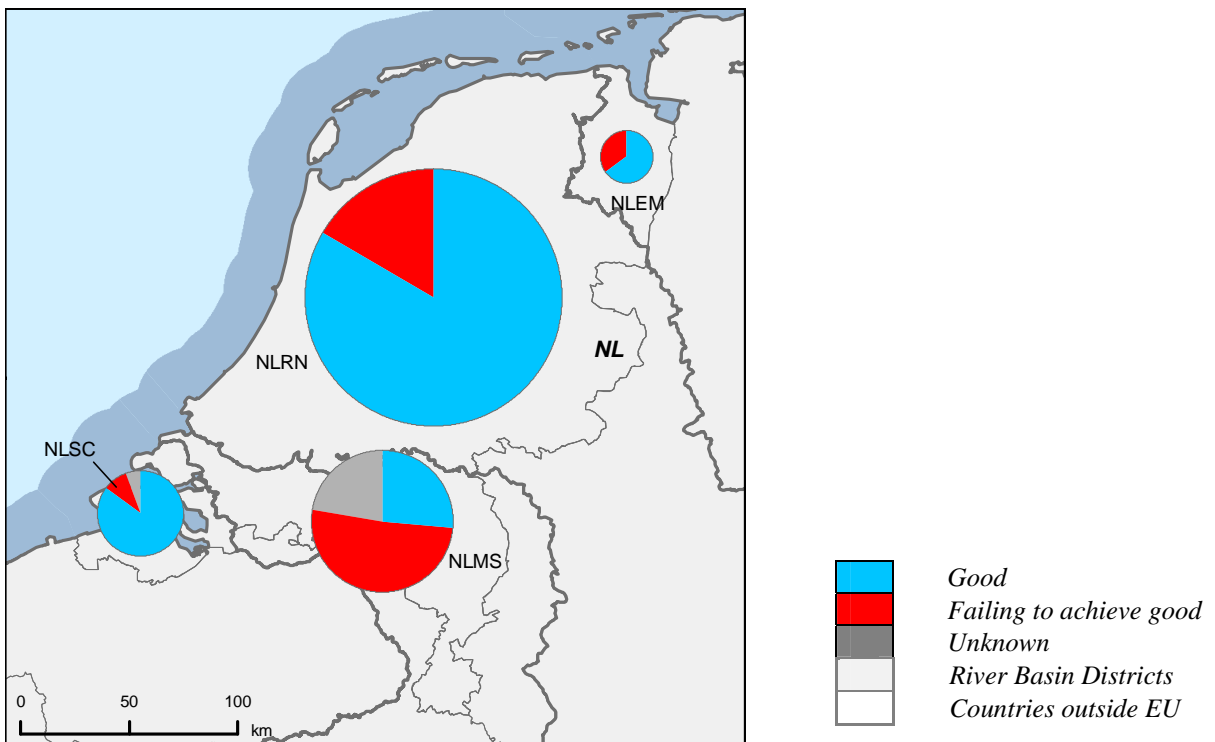 NLEM
NL
NLRN
NLSC
NLMS
0 50 100
km
Good
Failing to achieve good
Unknown
River Basin Districts
Countries outside EU